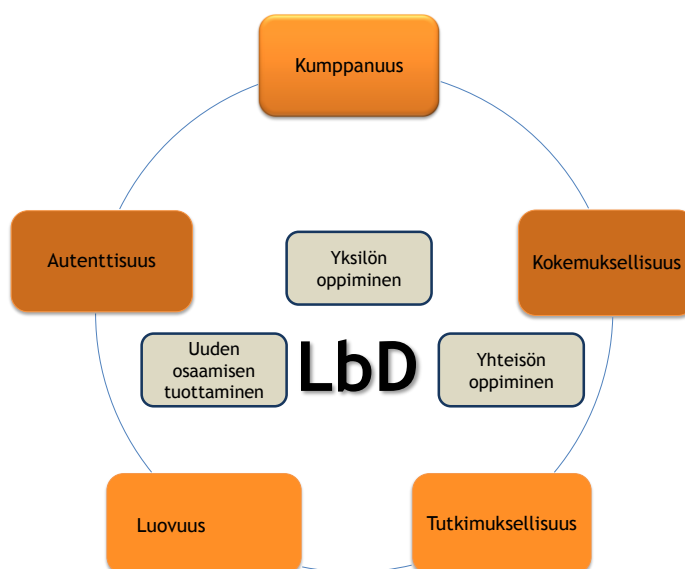 Kumppanuus
Autenttisuus
Kokemuksellisuus
Yksilön
oppiminen
Uuden
osaamisen
tuottaminen
LbD
Yhteisön
oppiminen
Luovuus
Tutkimuksellisuus